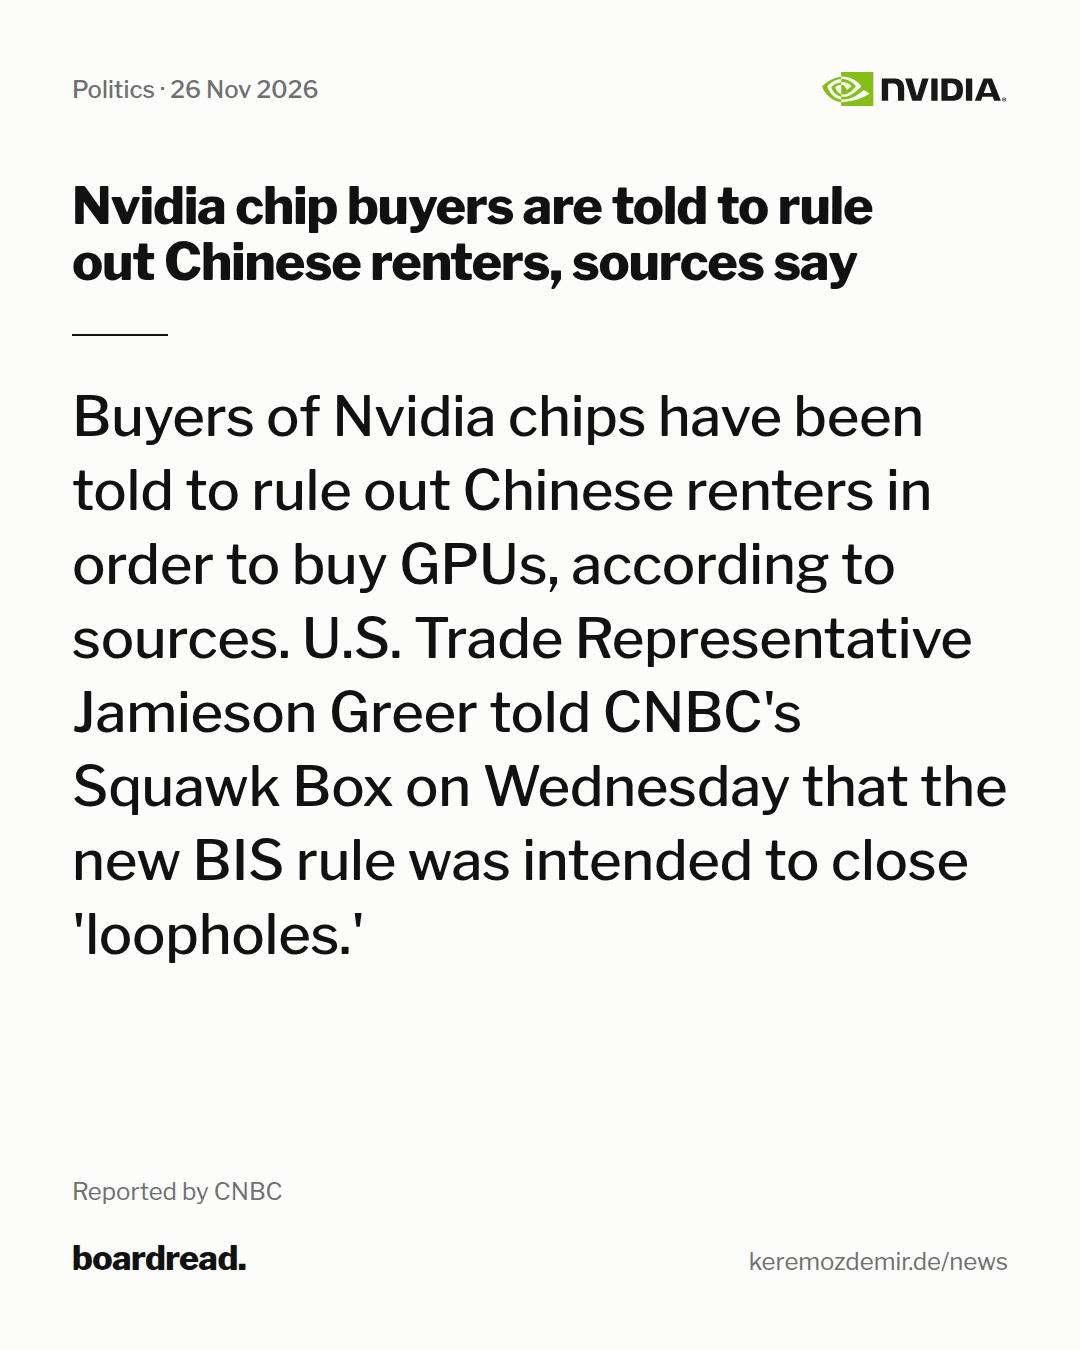 Politics · 26 Nov 2026
NVIDIA®
Nvidia chip buyers are told to rule
out Chinese renters, sources say
Buyers of Nvidia chips have been
told to rule out Chinese renters in
order to buy GPUs, according to
sources. U.S. Trade Representative
Jamieson Greer told CNBC's
Squawk Box on Wednesday that the
new BIS rule was intended to close
'loopholes.'
Reported by CNBC
boardread.
keremozdemir.de/news